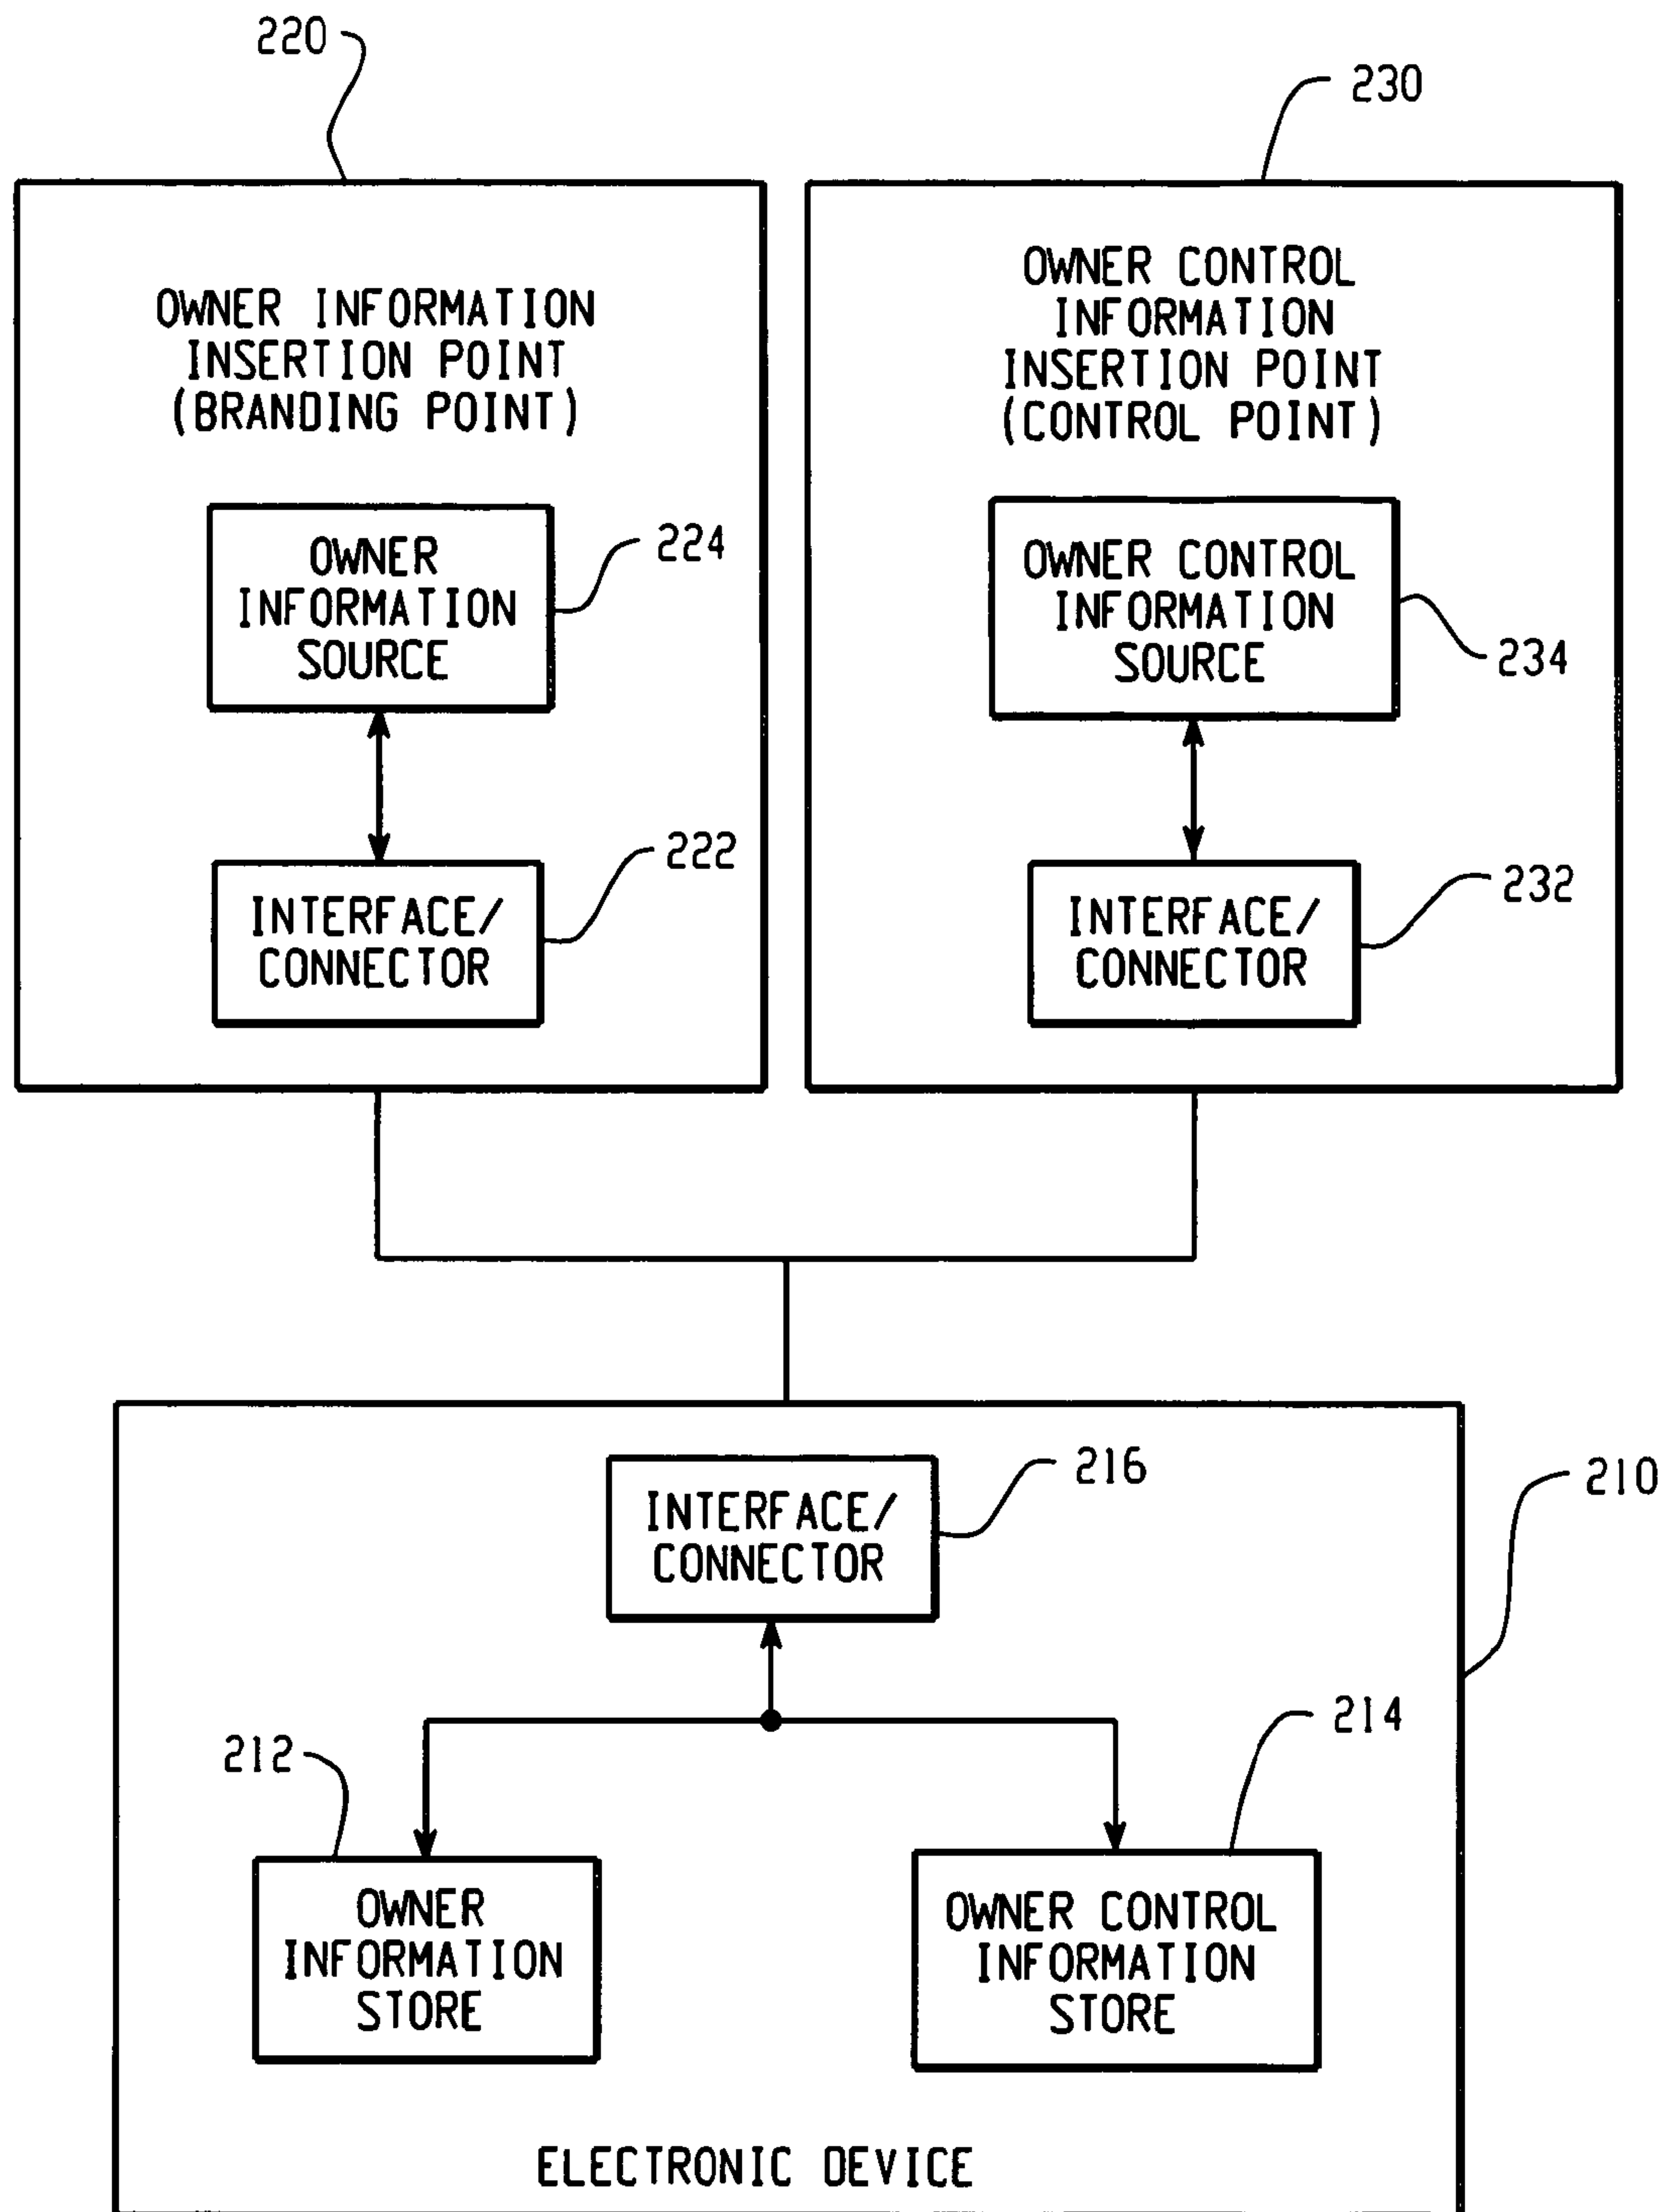 220
230
OWNER INFORMATION
INSERTION POINT
(BRANDING POINT)
OWNER CONTROL
INFORMATION
INSERTION POINT
(CONTROL POINT)
OWNER
INFORMATION
SOURCE
224
OWNER CONTROL
INFORMATION
SOURCE
234
INTERFACE/
CONNECTOR
222
INTERFACE/
CONNECTOR
232
INTERFACE/
CONNECTOR
216
210
212
214
OWNER
INFORMATION
STORE
OWNER CONTROL
INFORMATION
STORE
ELECTRONIC DEVICE